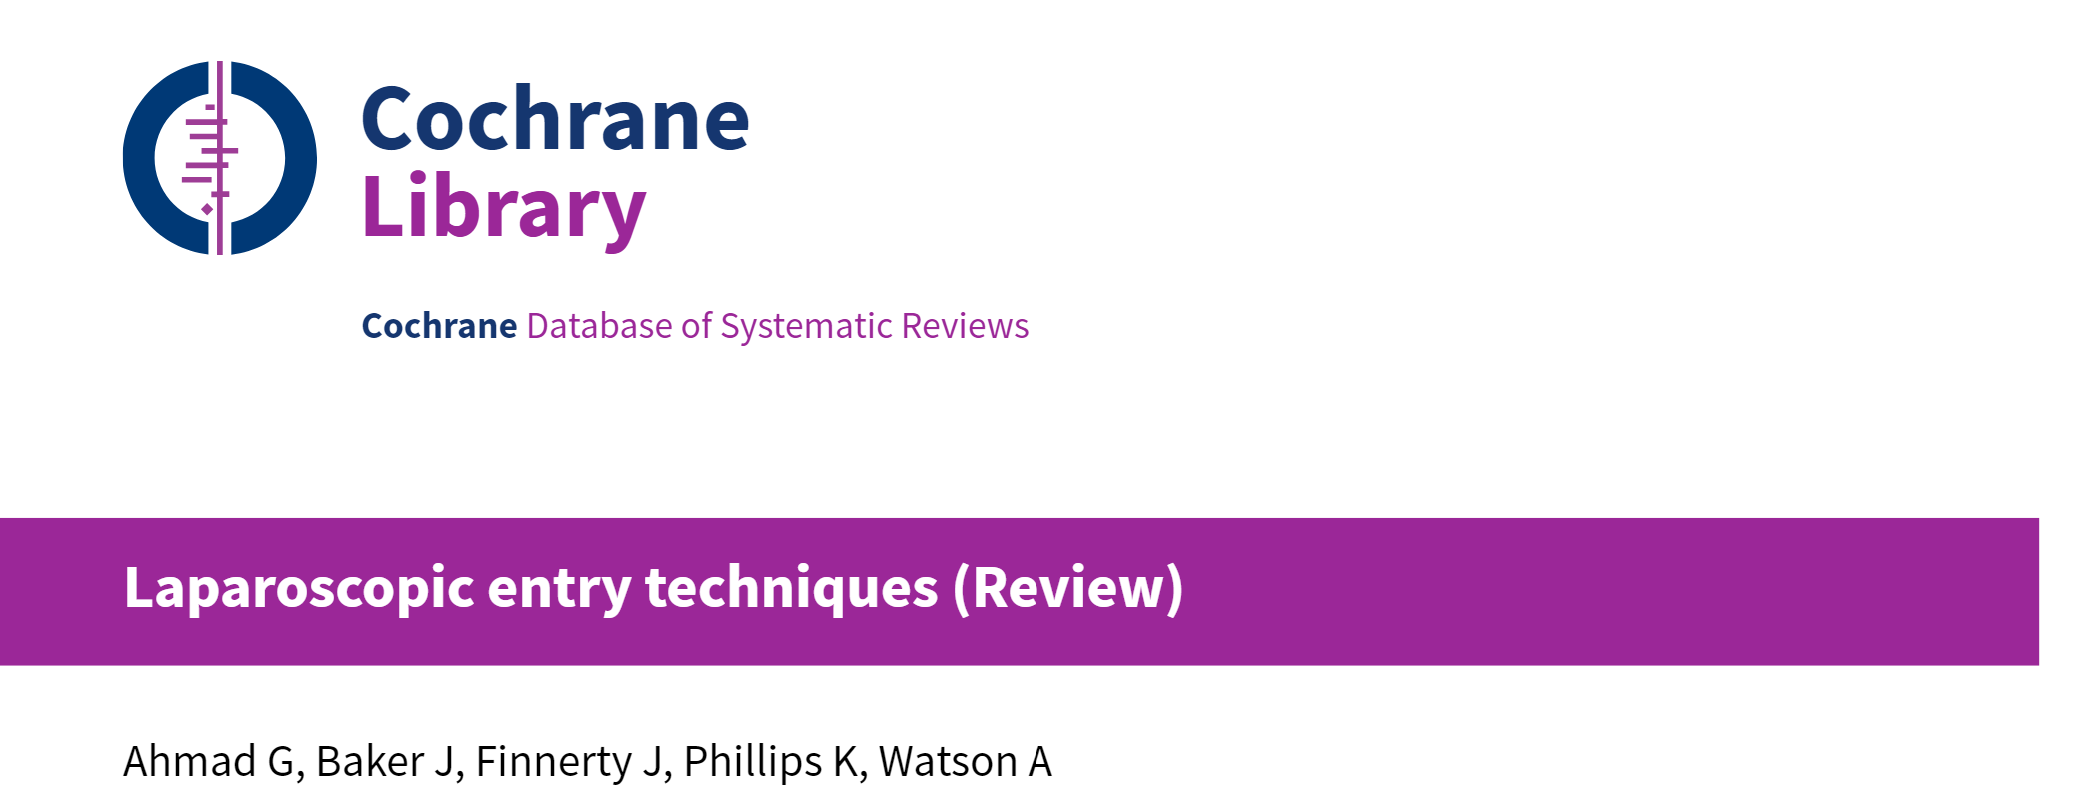 Cochrane
Library
Cochrane Database of Systematic Reviews
Laparoscopic entry techniques (Review)
Ahmad G, Baker J, Finnerty J, Phillips K, Watson A